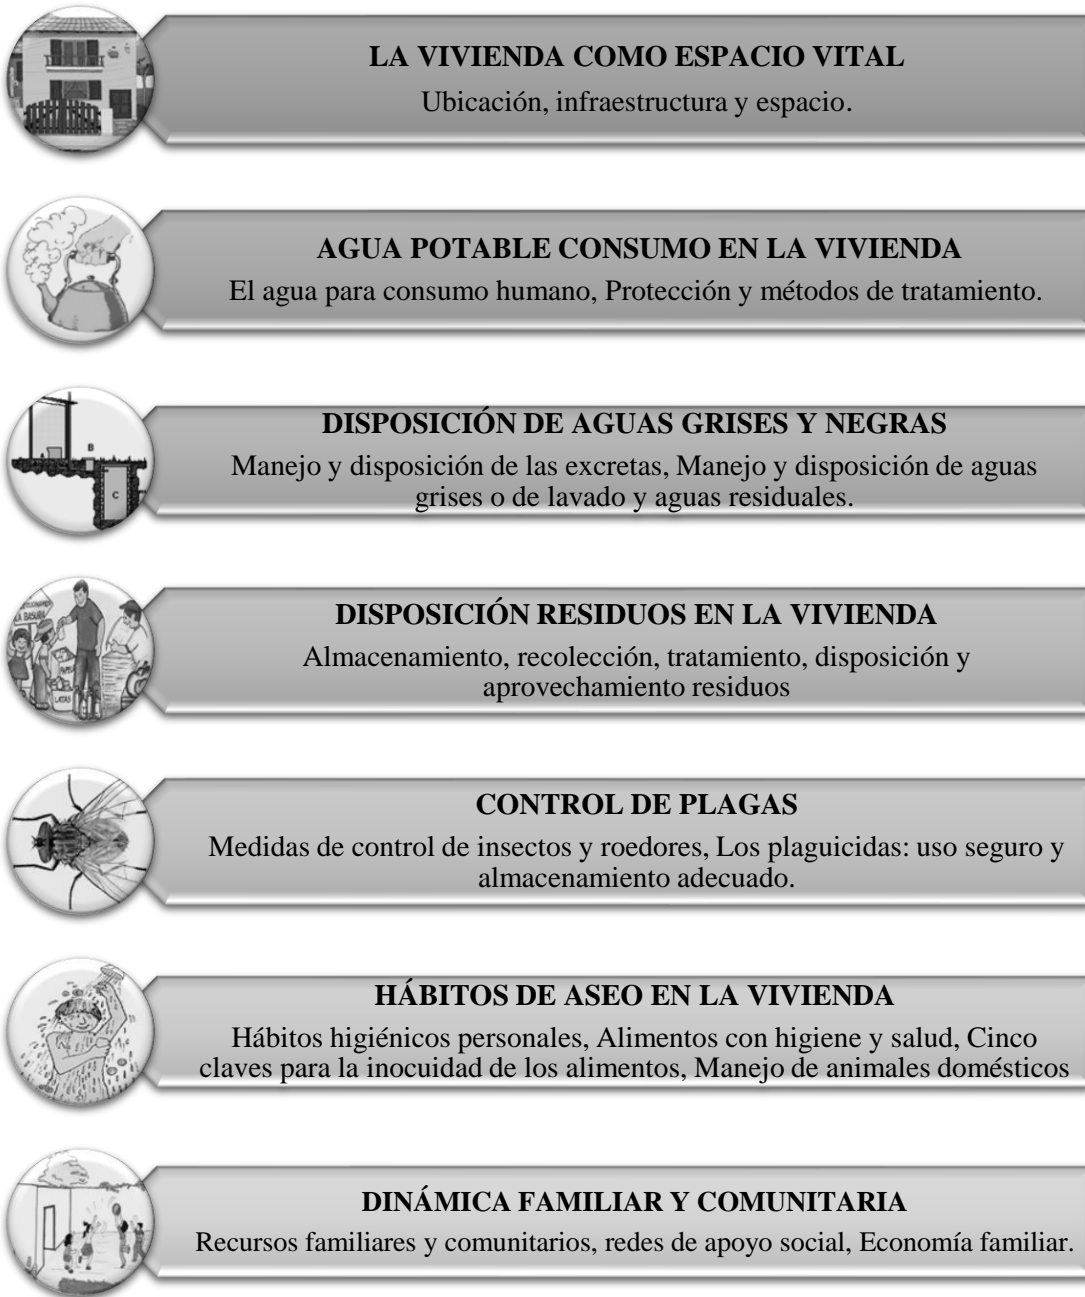 LA VIVIENDA COMO ESPACIO VITAL
Ubicación, infraestructura y espacio.
AGUA POTABLE CONSUMO EN LA VIVIENDA
El agua para consumo humano, Protección y métodos de tratamiento.
DISPOSICIÓN DE AGUAS GRISES Y NEGRAS
Manejo y disposición de las excretas, Manejo y disposición de aguas
grises o de lavado y aguas residuales.
B
C
DISPOSICIÓN RESIDUOS EN LA VIVIENDA
Almacenamiento, recolección, tratamiento, disposición y
aprovechamiento residuos
LA BASURA
LATAS
CONTROL DE PLAGAS
Medidas de control de insectos y roedores, Los plaguicidas: uso seguro y
almacenamiento adecuado.
HÁBITOS DE ASEO EN LA VIVIENDA
Hábitos higiénicos personales, Alimentos con higiene y salud, Cinco
claves para la inocuidad de los alimentos, Manejo de animales domésticos
DINÁMICA FAMILIAR Y COMUNITARIA
Recursos familiares y comunitarios, redes de apoyo social, Economía familiar.